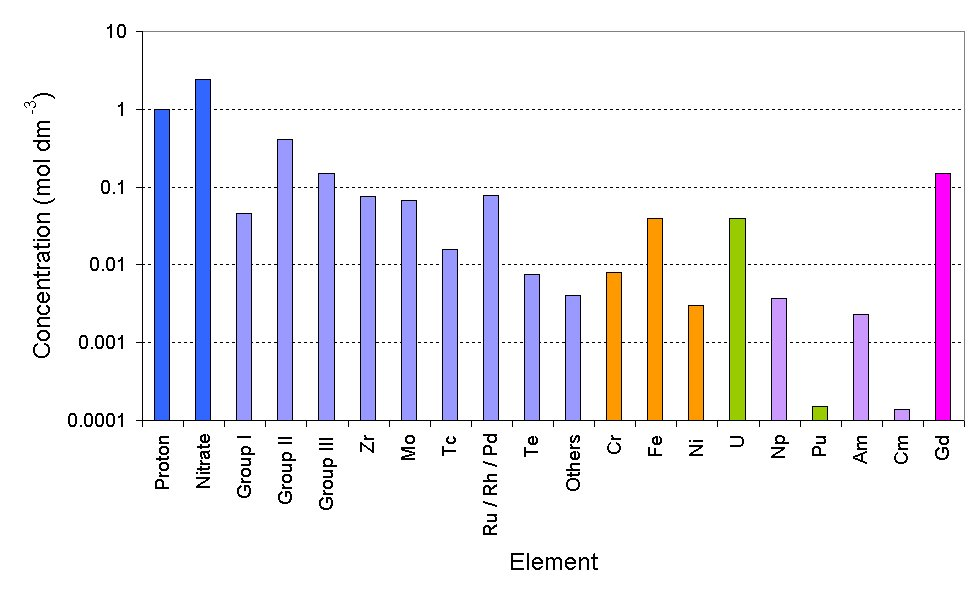 10
1
0.1
0.01
0.001
0.0001
Concentration (mol dm⁻³)
Proton
Nitrate
Group I
Group II
Group III
Zr
Mo
Tc
Ru / Rh / Pd
Te
Others
Cr
Fe
Ni
U
Np
Pu
Am
Cm
Gd
Element